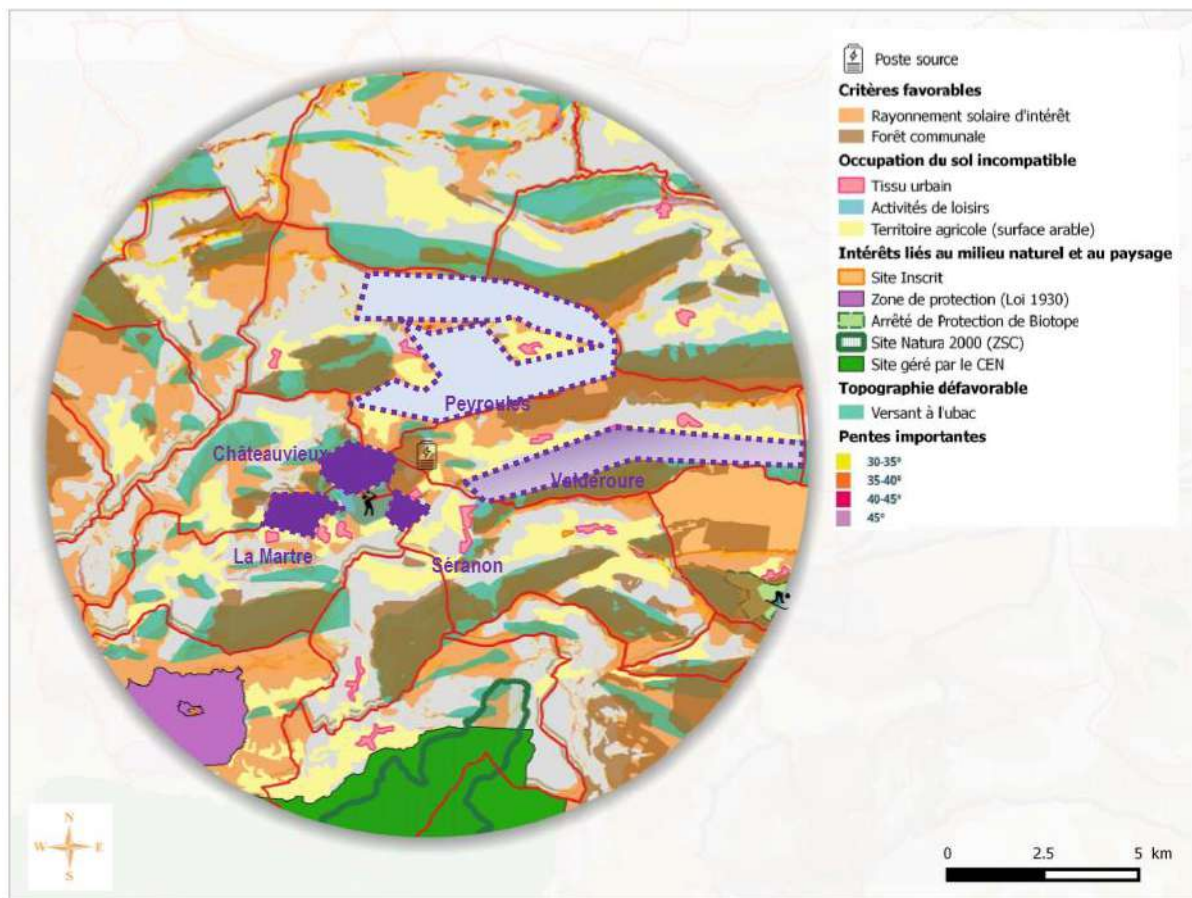 Poste source
Critères favorables
Rayonnement solaire d'intérêt
Forêt communale
Occupation du sol incompatible
Tissu urbain
Activités de loisirs
Territoire agricole (surface arable)
Intérêts liés au milieu naturel et au paysage
Site Inscrit
Zone de protection (Loi 1930)
Arrêté de Protection de Biotope
Site Natura 2000 (ZSC)
Site géré par le CEN
Topographie défavorable
Versant à l'ubac
Pentes importantes
30-35°
35-40°
40-45°
45°
Peyroules
Châteauvieux
Valderoure
La Martre
Séranon
N
W E
S
0 2.5 5 km